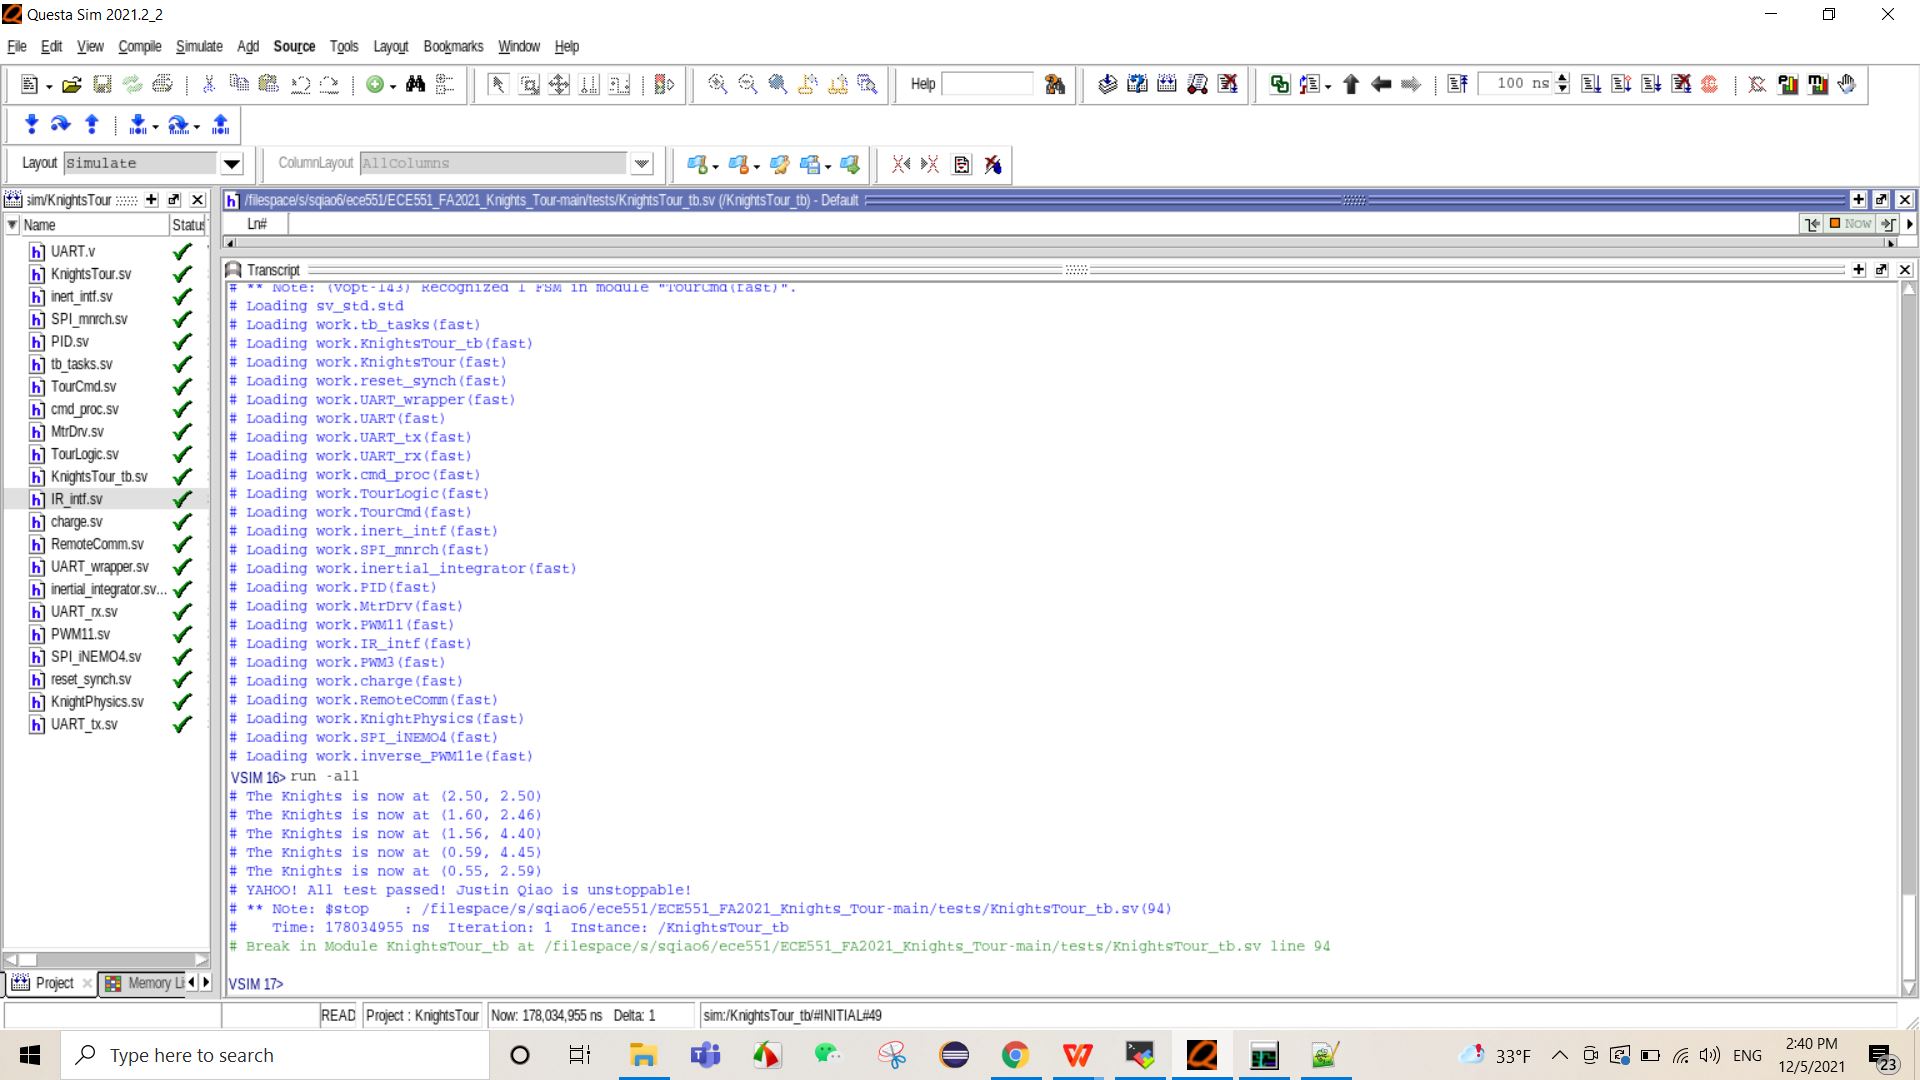 Questa Sim 2021.2_2
File Edit View Compile Simulate Add Source Tools Layout Bookmarks Window Help
Help
100 ns
Layout Simulate
ColumnLayout AllColumns
sim/KnightsTour
/filespace/s/sqiao6/ece551/ECE551_FA2021_Knights_Tour-main/tests/KnightsTour_tb.sv (/KnightsTour_tb) - Default
Name Status
Ln#
Now
UART.v
KnightsTour.sv
inert_intf.sv
SPI_mnrch.sv
PID.sv
tb_tasks.sv
TourCmd.sv
cmd_proc.sv
MtrDrv.sv
TourLogic.sv
KnightsTour_tb.sv
IR_intf.sv
charge.sv
RemoteComm.sv
UART_wrapper.sv
inertial_integrator.sv...
UART_rx.sv
PWM11.sv
SPI_iNEMO4.sv
reset_synch.sv
KnightPhysics.sv
UART_tx.sv
Transcript
# ** Note: (vopt-143) Recognized 1 FSM in module "TourCmd(fast)".
# Loading sv_std.std
# Loading work.tb_tasks(fast)
# Loading work.KnightsTour_tb(fast)
# Loading work.KnightsTour(fast)
# Loading work.reset_synch(fast)
# Loading work.UART_wrapper(fast)
# Loading work.UART(fast)
# Loading work.UART_tx(fast)
# Loading work.UART_rx(fast)
# Loading work.cmd_proc(fast)
# Loading work.TourLogic(fast)
# Loading work.TourCmd(fast)
# Loading work.inert_intf(fast)
# Loading work.SPI_mnrch(fast)
# Loading work.inertial_integrator(fast)
# Loading work.PID(fast)
# Loading work.MtrDrv(fast)
# Loading work.PWM11(fast)
# Loading work.IR_intf(fast)
# Loading work.PWM3(fast)
# Loading work.charge(fast)
# Loading work.RemoteComm(fast)
# Loading work.KnightPhysics(fast)
# Loading work.SPI_iNEMO4(fast)
# Loading work.inverse_PWM11e(fast)
VSIM 16> run -all
# The Knights is now at (2.50, 2.50)
# The Knights is now at (1.60, 2.46)
# The Knights is now at (1.56, 4.40)
# The Knights is now at (0.59, 4.45)
# The Knights is now at (0.55, 2.59)
# YAHOO! All test passed! Justin Qiao is unstoppable!
# ** Note: $stop    : /filespace/s/sqiao6/ece551/ECE551_FA2021_Knights_Tour-main/tests/KnightsTour_tb.sv(94)
#    Time: 178034955 ns  Iteration: 1  Instance: /KnightsTour_tb
# Break in Module KnightsTour_tb at /filespace/s/sqiao6/ece551/ECE551_FA2021_Knights_Tour-main/tests/KnightsTour_tb.sv line 94
VSIM 17>
Project Memory Li
READ Project : KnightsTour Now: 178,034,955 ns Delta: 1 sim:/KnightsTour_tb/#INITIAL#49
Type here to search
33°F
ENG
2:40 PM
12/5/2021
23